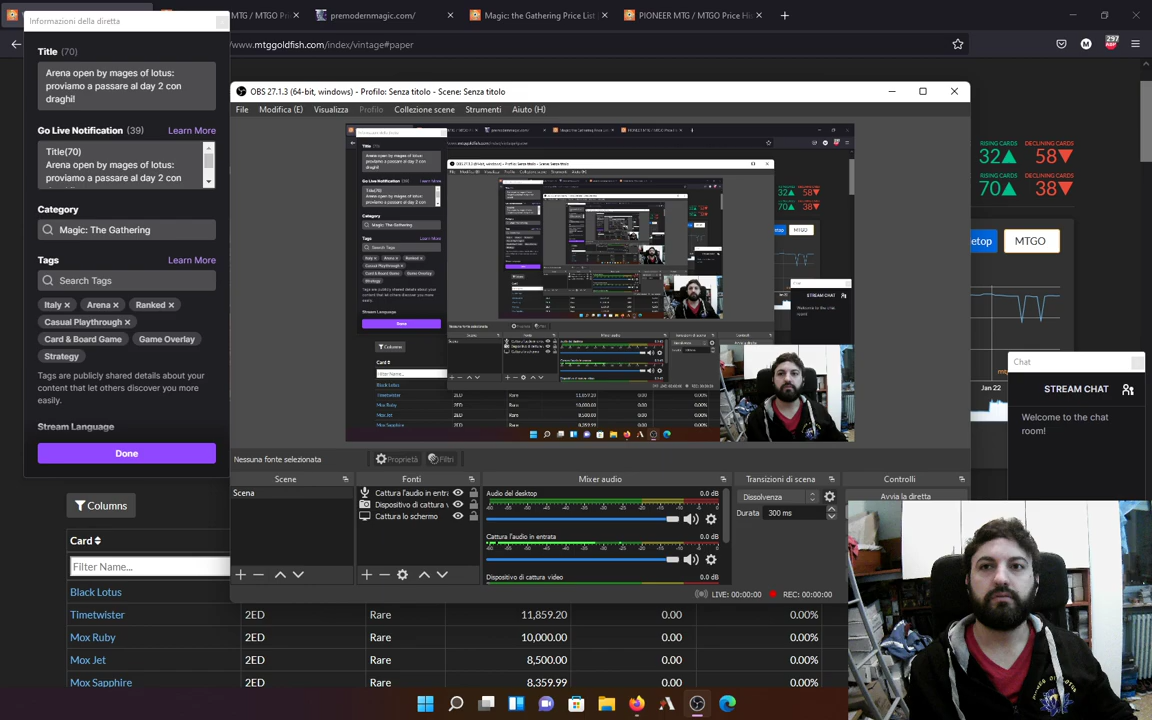 MTG / MTGO Pri
premodernmagic.com/
Magic: the Gathering Price List
PIONEER MTG / MTGO Price His
www.mtggoldfish.com/index/vintage#paper
297
Informazioni della diretta
Title (70)
Arena open by mages of lotus:
proviamo a passare al day 2 con
draghi!
Go Live Notification (39)
Learn More
Title(70)
Arena open by mages of lotus:
proviamo a passare al day 2 con
Category
Magic: The Gathering
Tags
Learn More
Search Tags
Italy ×
Arena ×
Ranked ×
Casual Playthrough ×
Card & Board Game
Game Overlay
Strategy
Tags are publicly shared details about your
content that let others discover you more
easily.
Stream Language
Done
OBS 27.1.3 (64-bit, windows) - Profilo: Senza titolo - Scene: Senza titolo
File
Modifica (E)
Visualizza
Profilo
Collezione scene
Strumenti
Aiuto (H)
Nessuna fonte selezionata
Proprietà
Filtri
Scene
Scena
Fonti
Cattura l'audio in entra
Dispositivo di cattura v
Cattura lo schermo
Mixer audio
Audio del desktop
0.0 dB
Cattura l'audio in entrata
0.0 dB
Dispositivo di cattura video
0.0 dB
Transizioni di scena
Dissolvenza
Durata
300 ms
Controlli
Avvia la diretta
LIVE: 00:00:00
REC: 00:00:00
RISING CARDS
DECLINING CARDS
32
58
RISING CARDS
DECLINING CARDS
70
38
MTGO
Jan 22
Chat
STREAM CHAT
Welcome to the chat
room!
Columns
Card
Filter Name...
Black Lotus
Timetwister 2ED Rare 11,859.20 0.00 0.00%
Mox Ruby 2ED Rare 10,000.00 0.00 0.00%
Mox Jet 2ED Rare 8,500.00 0.00 0.00%
Mox Sapphire 2ED Rare 8,359.99 0.00 0.00%